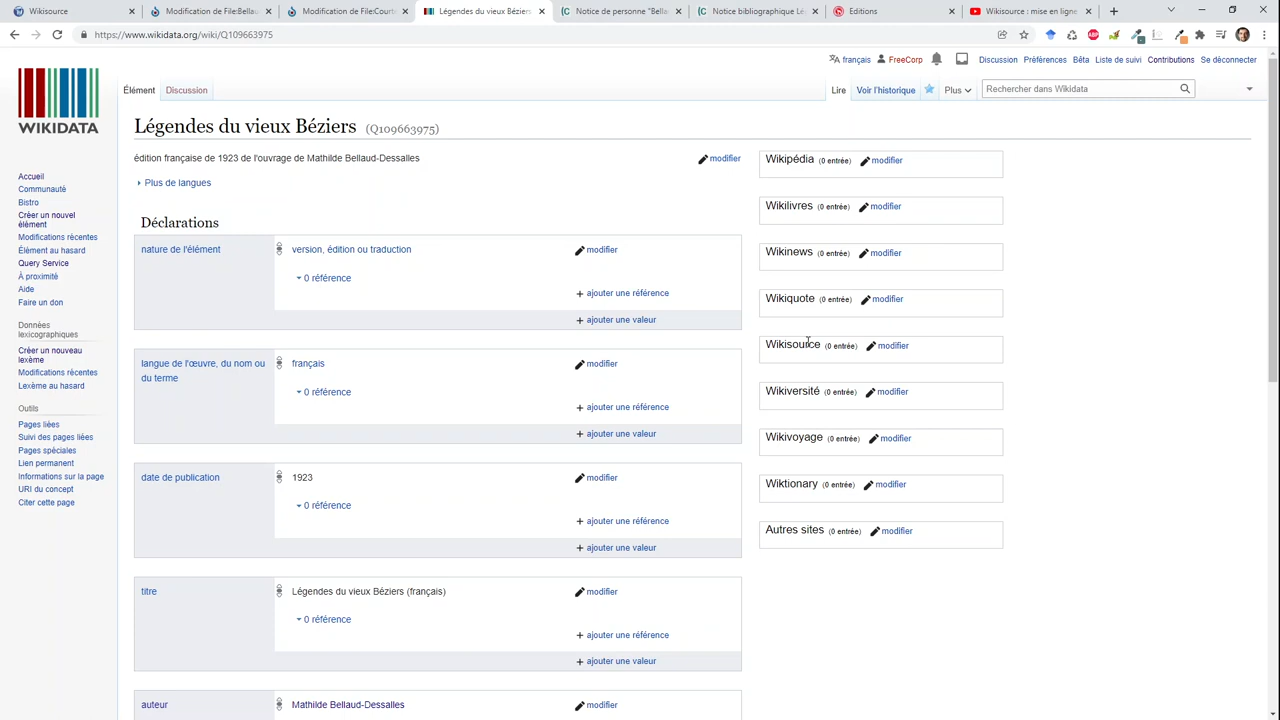 Wikisource
Modification de File:Bellau
Modification de File:Courte
Légendes du vieux Béziers
Notice de personne "Bella
Notice bibliographique Lé
Editions
Wikisource : mise en ligne
https://www.wikidata.org/wiki/Q109663975
français FreeCorp Discussion Préférences Bêta Liste de suivi Contributions Se déconnecter
Élément Discussion Lire Voir l'historique Plus Rechercher dans Wikidata
WIKIDATA
Légendes du vieux Béziers (Q109663975)
édition française de 1923 de l'ouvrage de Mathilde Bellaud-Dessalles modifier
Plus de langues
Accueil
Communauté
Bistro
Créer un nouvel
élément
Modifications récentes
Élément au hasard
Query Service
À proximité
Aide
Faire un don
Données
lexicographiques
Créer un nouveau
lexème
Modifications récentes
Lexème au hasard
Outils
Pages liées
Suivi des pages liées
Pages spéciales
Lien permanent
Informations sur la page
URI du concept
Citer cette page
Déclarations
nature de l'élément
version, édition ou traduction modifier
0 référence
+ ajouter une référence
+ ajouter une valeur
langue de l'œuvre, du nom ou
du terme
français modifier
0 référence
+ ajouter une référence
+ ajouter une valeur
date de publication
1923 modifier
0 référence
+ ajouter une référence
+ ajouter une valeur
titre
Légendes du vieux Béziers (français) modifier
0 référence
+ ajouter une référence
+ ajouter une valeur
auteur
Mathilde Bellaud-Dessalles modifier
Wikipédia (0 entrée) modifier
Wikilivres (0 entrée) modifier
Wikinews (0 entrée) modifier
Wikiquote (0 entrée) modifier
Wikisource (0 entrée) modifier
Wikiversité (0 entrée) modifier
Wikivoyage (0 entrée) modifier
Wiktionary (0 entrée) modifier
Autres sites (0 entrée) modifier